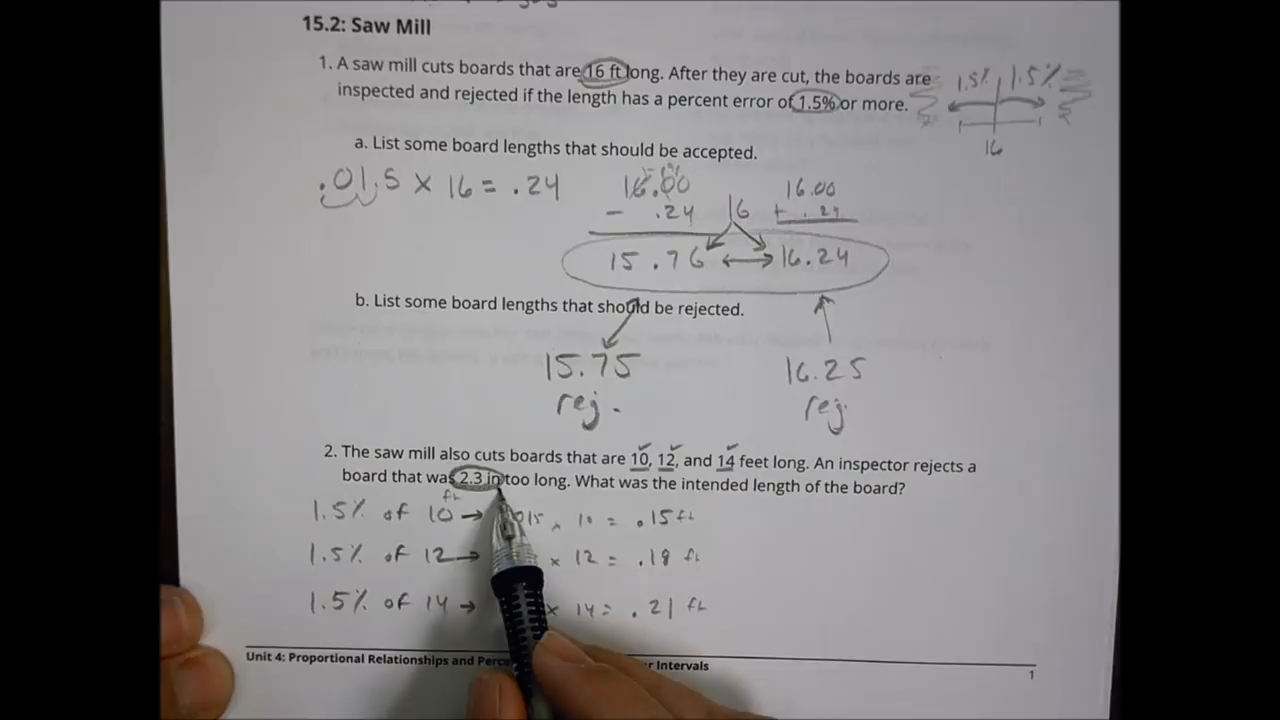 15.2: Saw Mill
1. A saw mill cuts boards that are 16 ft long. After they are cut, the boards are
inspected and rejected if the length has a percent error of 1.5% or more.
1.5% 1.5%
16
a. List some board lengths that should be accepted.
.01.5 × 16 = .24
16.00
- .24
16
16.00
+ .24
15.76 ↔ 16.24
b. List some board lengths that should be rejected.
15.75
rej.
16.25
rej.
2. The saw mill also cuts boards that are 10, 12, and 14 feet long. An inspector rejects a
board that was 2.3 in too long. What was the intended length of the board?
1.5% of 10 ft → 015 × 10 = .15 ft
1.5% of 12 → × 12 = .18 ft
1.5% of 14 → × 14 = .21 ft
Unit 4: Proportional Relationships and Intervals
1